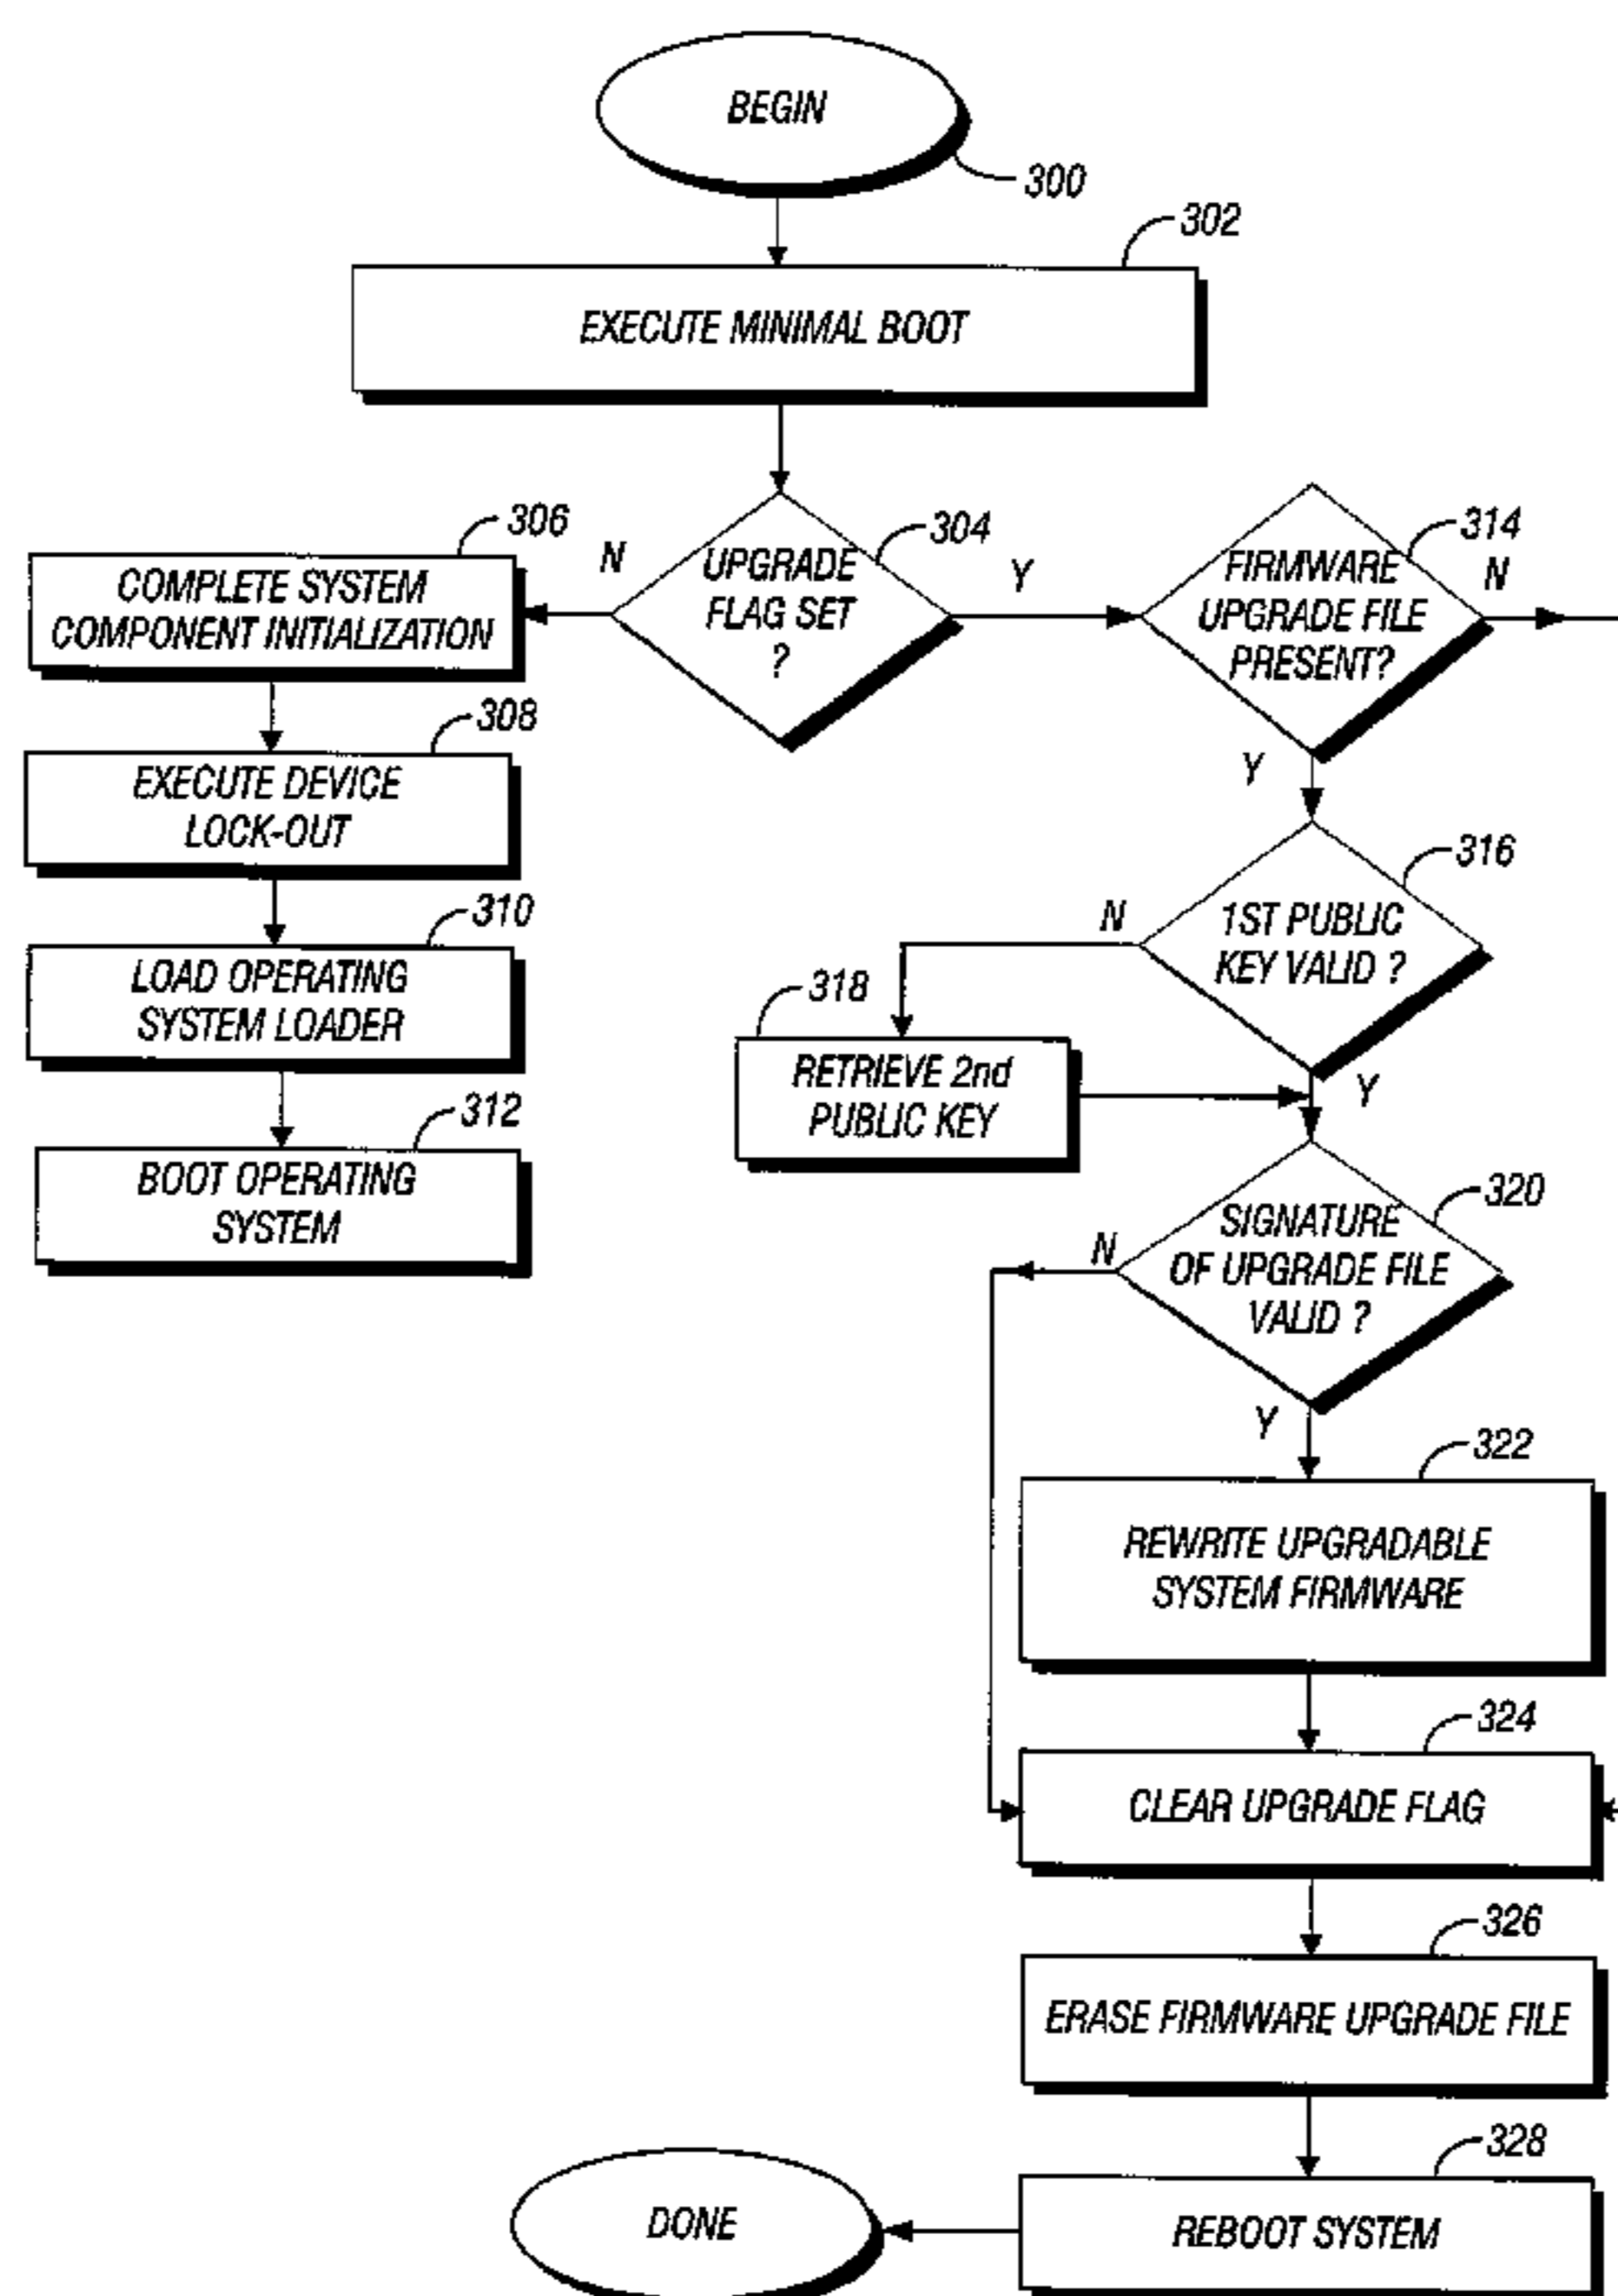 BEGIN
300
302
EXECUTE MINIMAL BOOT
304
UPGRADE
FLAG SET
?
N
Y
306
COMPLETE SYSTEM
COMPONENT INITIALIZATION
308
EXECUTE DEVICE
LOCK-OUT
310
LOAD OPERATING
SYSTEM LOADER
312
BOOT OPERATING
SYSTEM
314
FIRMWARE
UPGRADE FILE
PRESENT?
N
Y
316
1ST PUBLIC
KEY VALID ?
N
Y
318
RETRIEVE 2nd
PUBLIC KEY
320
SIGNATURE
OF UPGRADE FILE
VALID ?
N
Y
322
REWRITE UPGRADABLE
SYSTEM FIRMWARE
324
CLEAR UPGRADE FLAG
326
ERASE FIRMWARE UPGRADE FILE
328
REBOOT SYSTEM
DONE